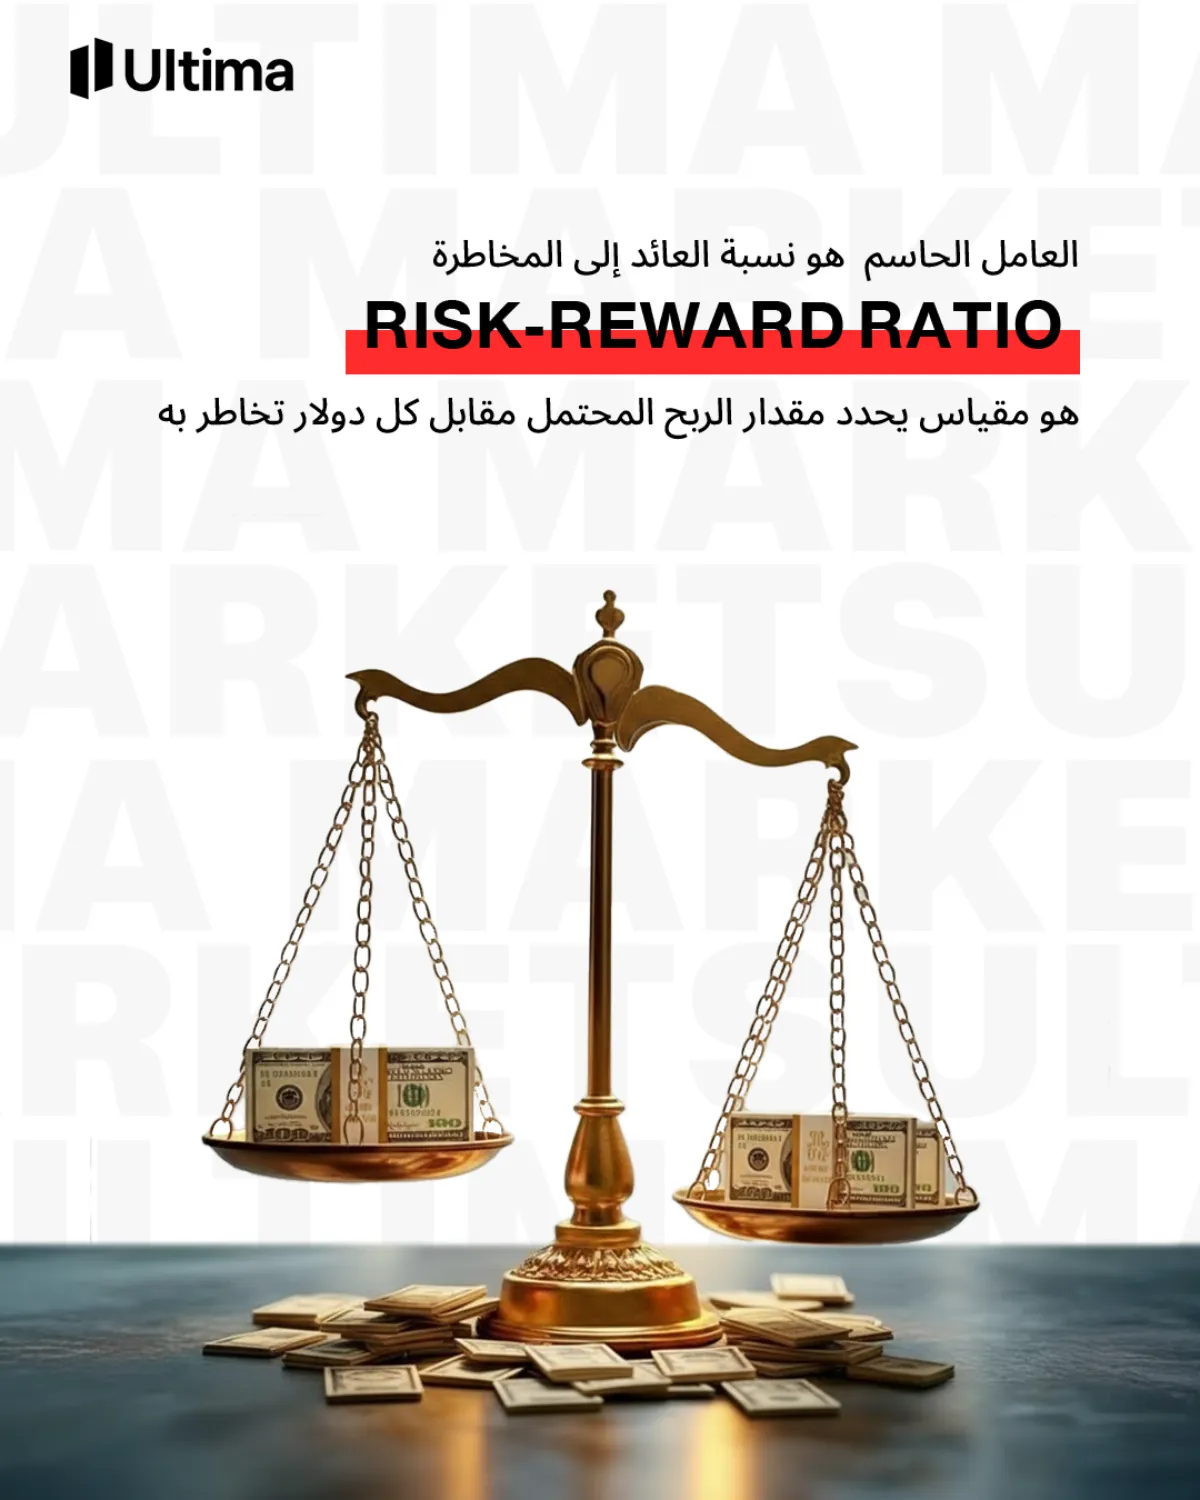 Ultima
العامل الحاسم هو نسبة العائد إلى المخاطرة
RISK-REWARD RATIO
هو مقياس يحدد مقدار الربح المحتمل مقابل كل دولار تخاطر به